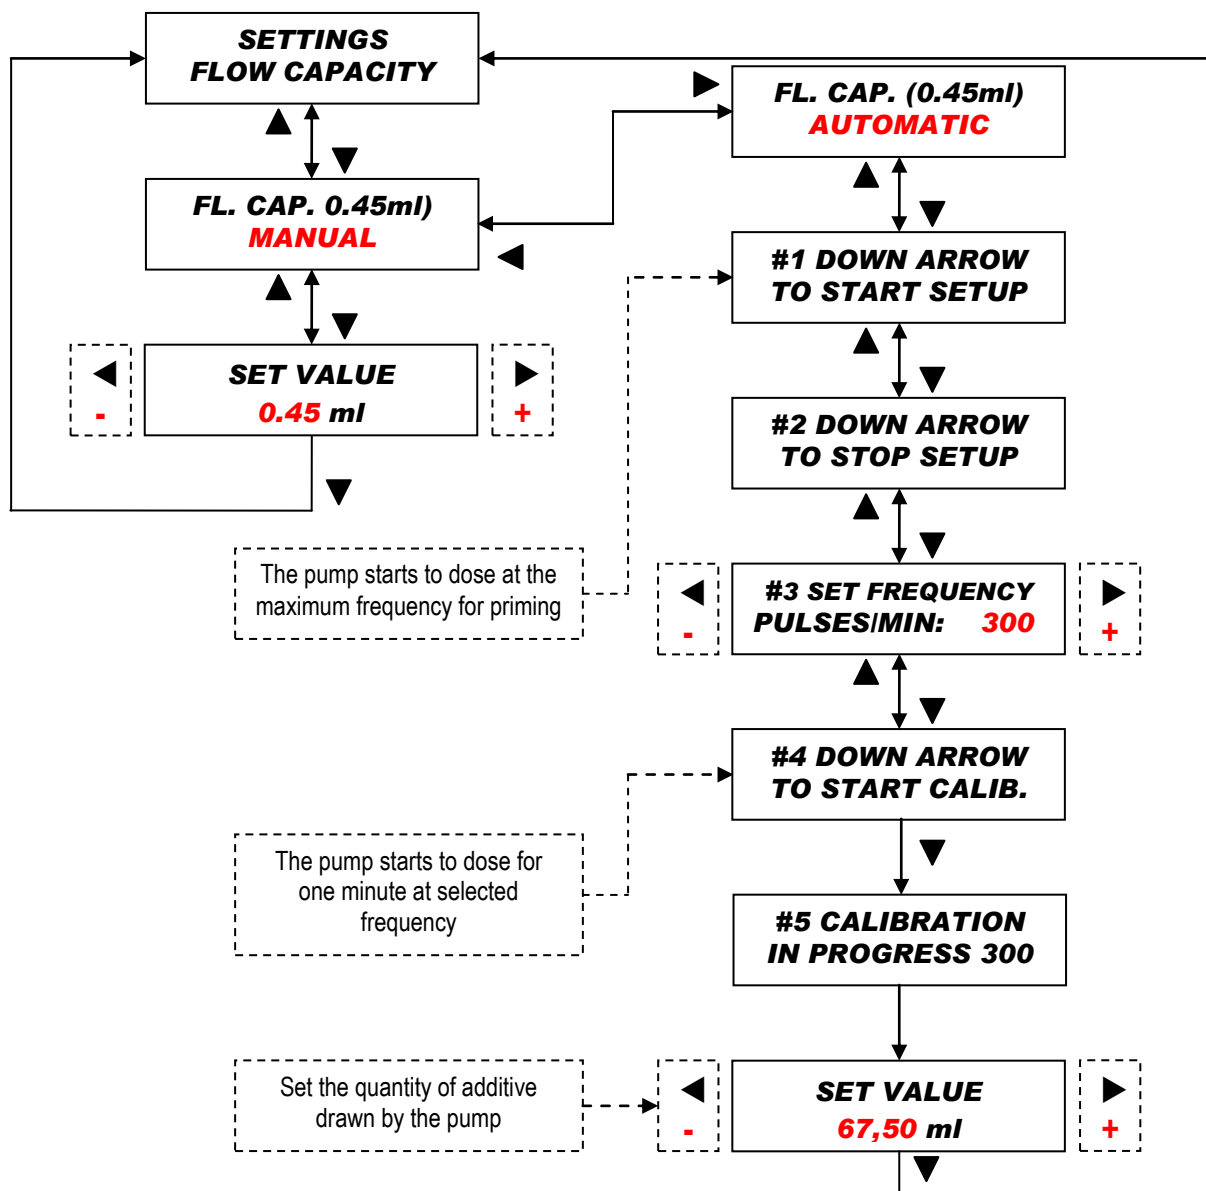 SETTINGS
FLOW CAPACITY
FL. CAP. 0.45ml)
MANUAL
SET VALUE
0.45 ml
-
+
FL. CAP. (0.45ml)
AUTOMATIC
#1 DOWN ARROW
TO START SETUP
#2 DOWN ARROW
TO STOP SETUP
The pump starts to dose at the
maximum frequency for priming
#3 SET FREQUENCY
PULSES/MIN: 300
-
+
#4 DOWN ARROW
TO START CALIB.
The pump starts to dose for
one minute at selected
frequency
#5 CALIBRATION
IN PROGRESS 300
Set the quantity of additive
drawn by the pump
SET VALUE
67,50 ml
-
+